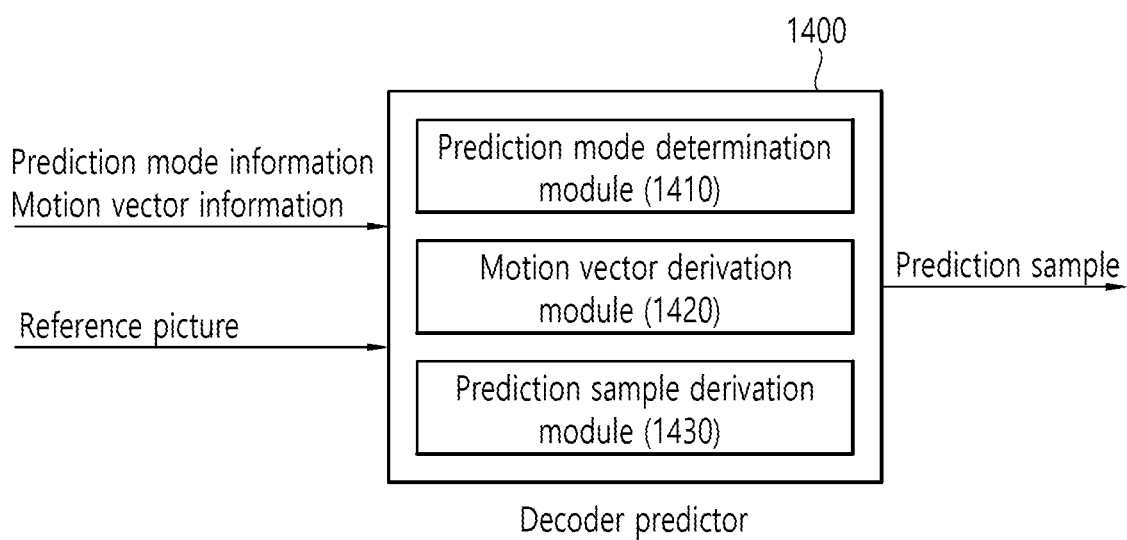 1400
Prediction mode information
Motion vector information
Reference picture
Prediction mode determination
module (1410)
Motion vector derivation
module (1420)
Prediction sample derivation
module (1430)
Prediction sample
Decoder predictor